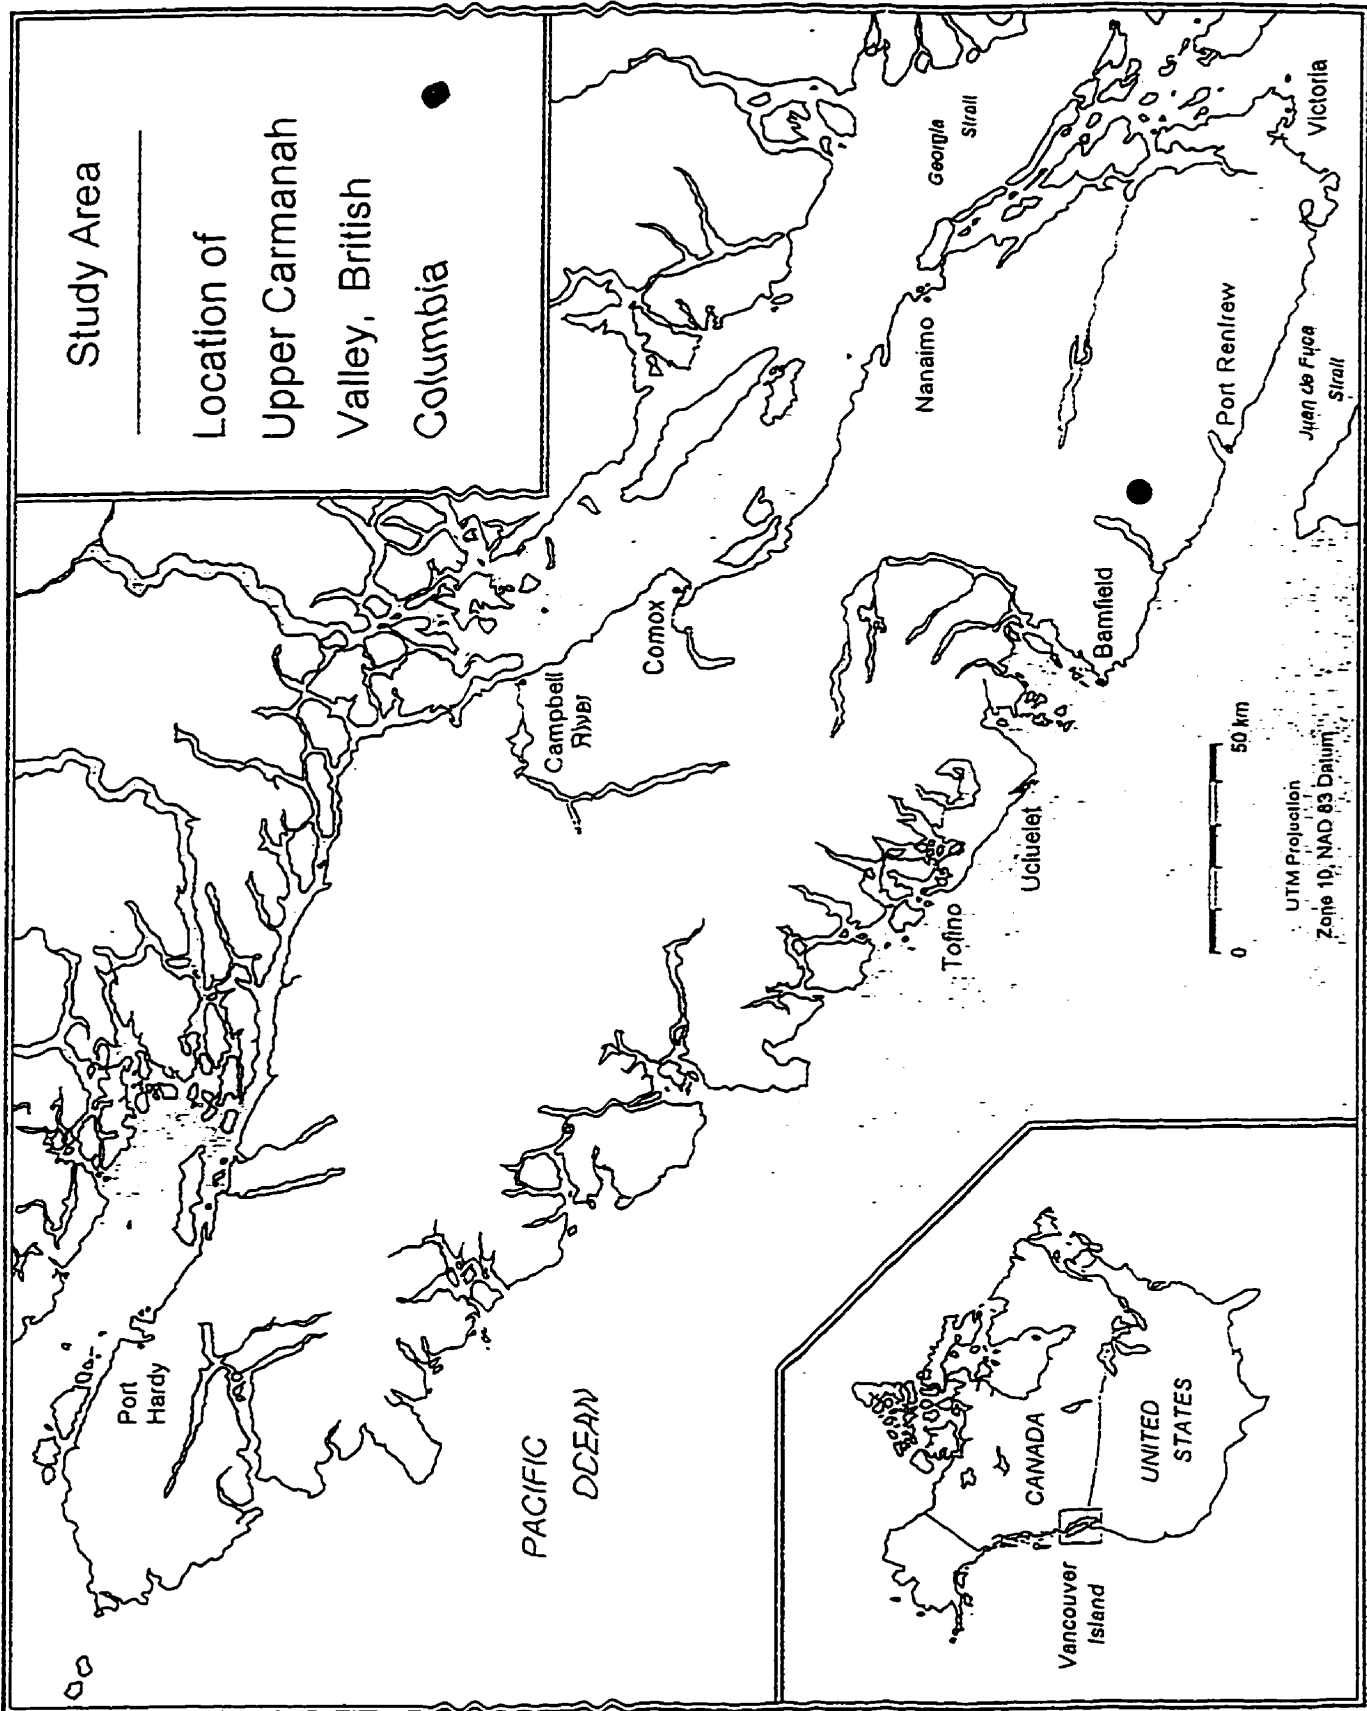 Study Area
Location of
Upper Carmanah
Valley, British
Columbia
Port
Hardy
Campbell
River
Comox
Nanaimo
Georgia
Strait
Victoria
Port Renfrew
Juan de Fuca
Strait
Bamfield
Ucluelet
Tofino
PACIFIC
OCEAN
0 50 km
UTM Projection
Zone 10, NAD 83 Datum
CANADA
UNITED
STATES
Vancouver
Island